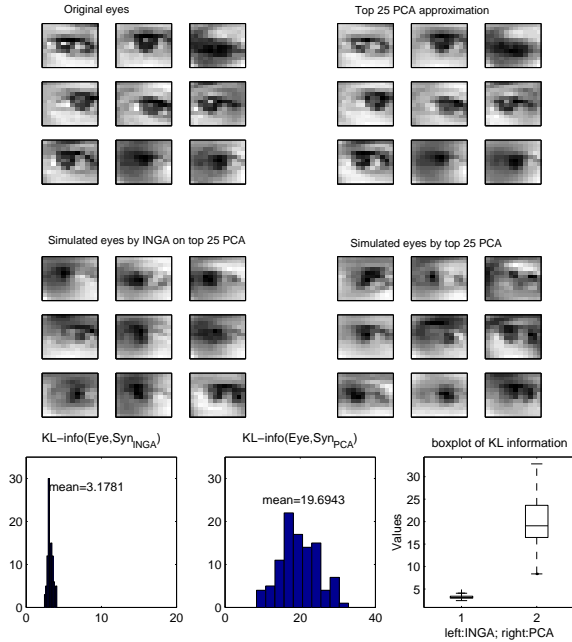 Original eyes
Top 25 PCA approximation
Simulated eyes by INGA on top 25 PCA
Simulated eyes by top 25 PCA
KL-info(Eye,Syn_INGA)
mean=3.1781
30
20
10
0
0
10
20
KL-info(Eye,Syn_PCA)
mean=19.6943
30
20
10
0
0
20
40
boxplot of KL information
Values
30
25
20
15
10
5
1
2
left:INGA; right:PCA